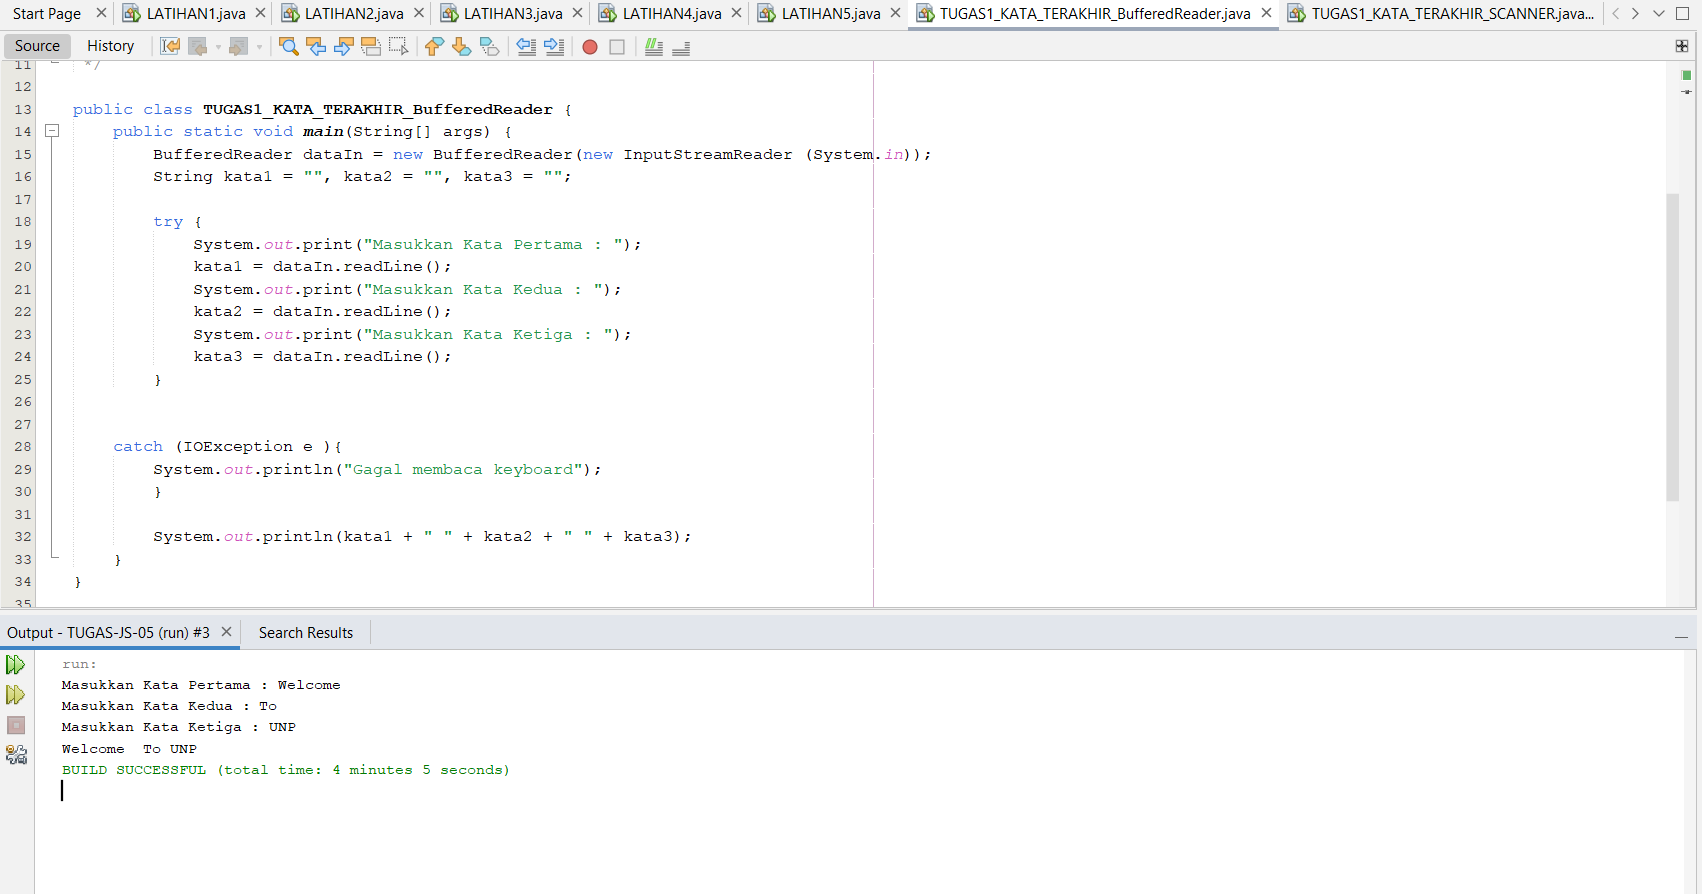 Start Page LATIHAN1.java LATIHAN2.java LATIHAN3.java LATIHAN4.java LATIHAN5.java TUGAS1_KATA_TERAKHIR_BufferedReader.java TUGAS1_KATA_TERAKHIR_SCANNER.java...
Source History
11 */
12
13 public class TUGAS1_KATA_TERAKHIR_BufferedReader {
14 public static void main(String[] args) {
15 BufferedReader dataIn = new BufferedReader(new InputStreamReader (System.in));
16 String kata1 = "", kata2 = "", kata3 = "";
17
18 try {
19 System.out.print("Masukkan Kata Pertama : ");
20 kata1 = dataIn.readLine();
21 System.out.print("Masukkan Kata Kedua : ");
22 kata2 = dataIn.readLine();
23 System.out.print("Masukkan Kata Ketiga : ");
24 kata3 = dataIn.readLine();
25 }
26
27
28 catch (IOException e ){
29 System.out.println("Gagal membaca keyboard");
30 }
31
32 System.out.println(kata1 + " " + kata2 + " " + kata3);
33 }
34 }
35
Output - TUGAS-JS-05 (run) #3 Search Results
run:
Masukkan Kata Pertama : Welcome
Masukkan Kata Kedua : To
Masukkan Kata Ketiga : UNP
Welcome  To UNP
BUILD SUCCESSFUL (total time: 4 minutes 5 seconds)